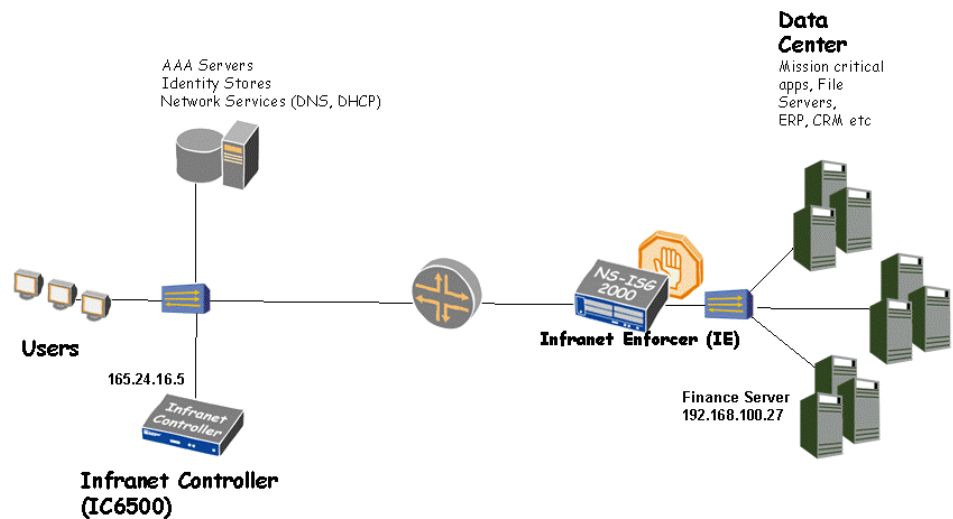 Data
Center
Mission critical
apps, File
Servers,
ERP, CRM etc
AAA Servers
Identity Stores
Network Services (DNS, DHCP)
NS-ISG
2000
Infranet Enforcer (IE)
Users
165.24.16.5
Infranet
Controller
Infranet Controller
(IC6500)
Finance Server
192.168.100.27